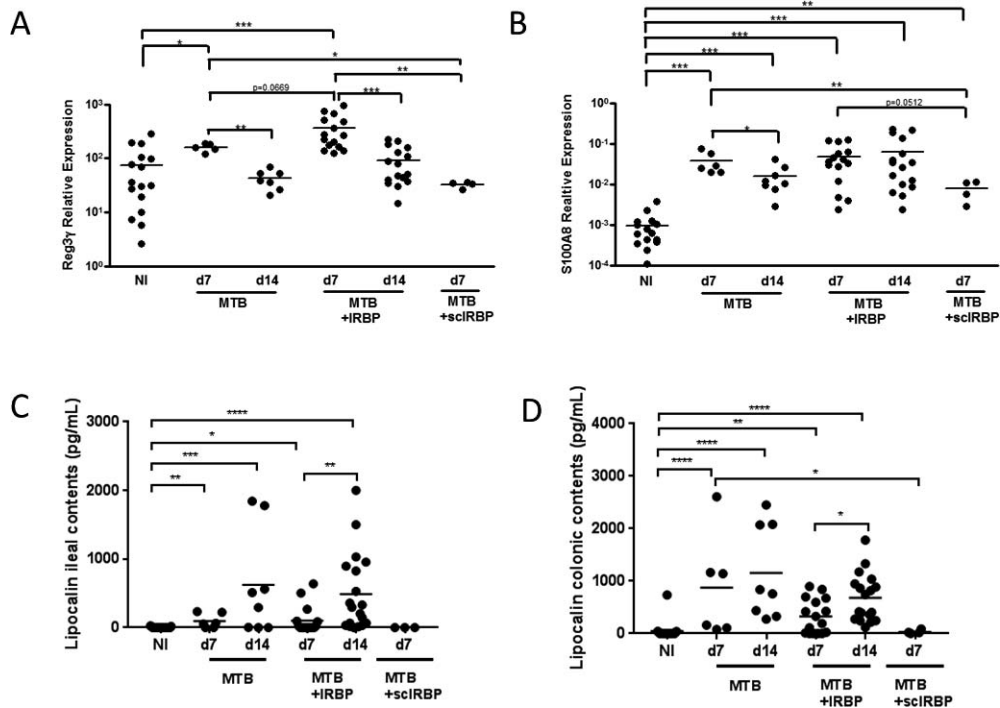 A
***
*
*
**
p=0.0669
***
**
Reg3γ Relative Expression
10³
10²
10¹
10⁰
NI
d7
d14
d7
d14
d7
MTB
MTB
+IRBP
MTB
+scIRBP
B
**
***
***
***
***
**
p=0.0512
*
S100A8 Realtive Expression
10⁰
10⁻¹
10⁻²
10⁻³
10⁻⁴
NI
d7
d14
d7
d14
d7
MTB
MTB
+IRBP
MTB
+scIRBP
C
****
*
***
**
**
Lipocalin ileal contents (pg/mL)
3000
2000
1000
0
NI
d7
d14
d7
d14
d7
MTB
MTB
+IRBP
MTB
+scIRBP
D
****
**
****
****
*
*
Lipocalin colonic contents (pg/mL)
4000
3000
2000
1000
0
NI
d7
d14
d7
d14
d7
MTB
MTB
+IRBP
MTB
+scIRBP